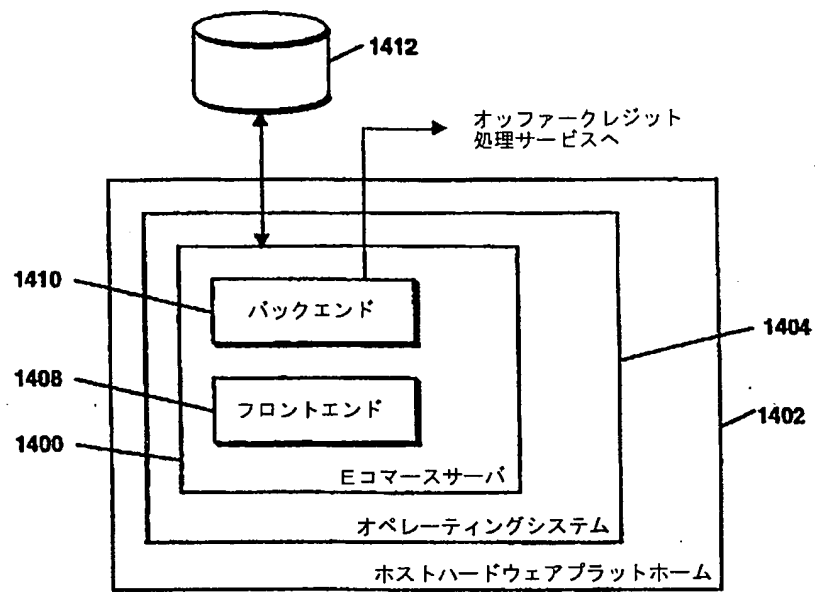 1412
オッファークレジット
処理サービスへ
1410
バックエンド
1404
1408
フロントエンド
1402
1400
Eコマースサーバ
オペレーティングシステム
ホストハードウェアプラットホーム